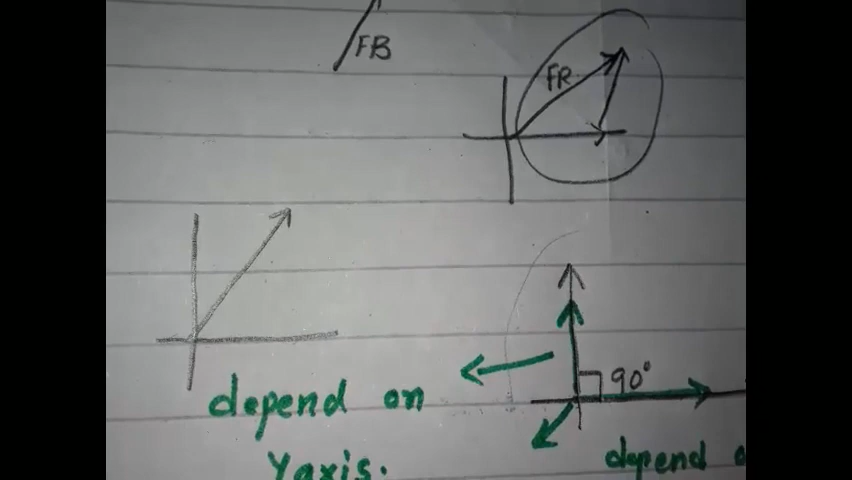 FB
FR
90°
depend on
Yaxis.
depend